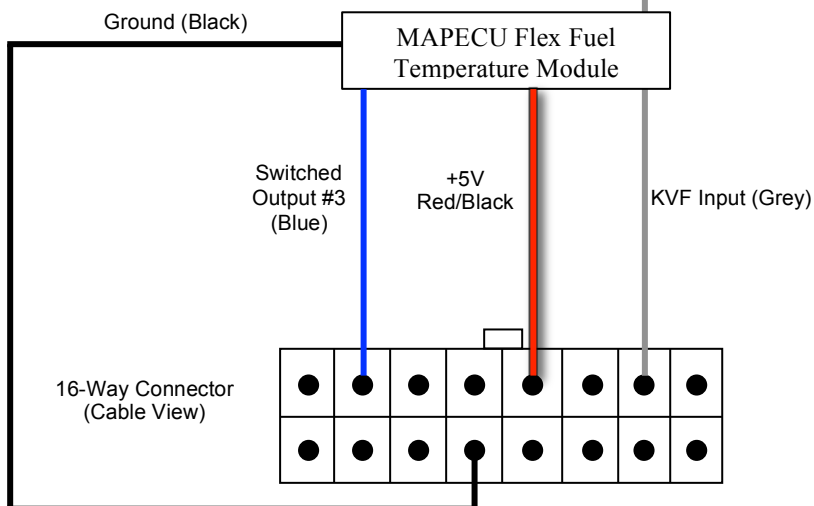 Ground (Black)
MAPECU Flex Fuel
Temperature Module
Switched
Output #3
(Blue)
+5V
Red/Black
KVF Input (Grey)
16-Way Connector
(Cable View)